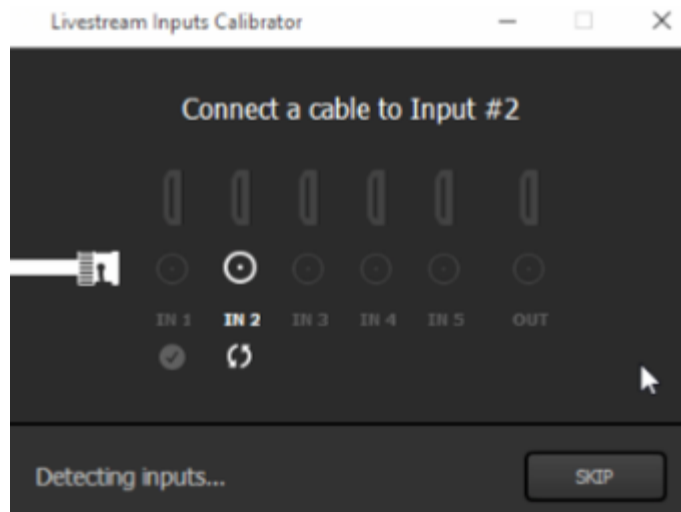 Livestream Inputs Calibrator
Connect a cable to Input #2
IN 1 IN 2 IN 3 IN 4 IN 5 OUT
Detecting inputs...
SKIP